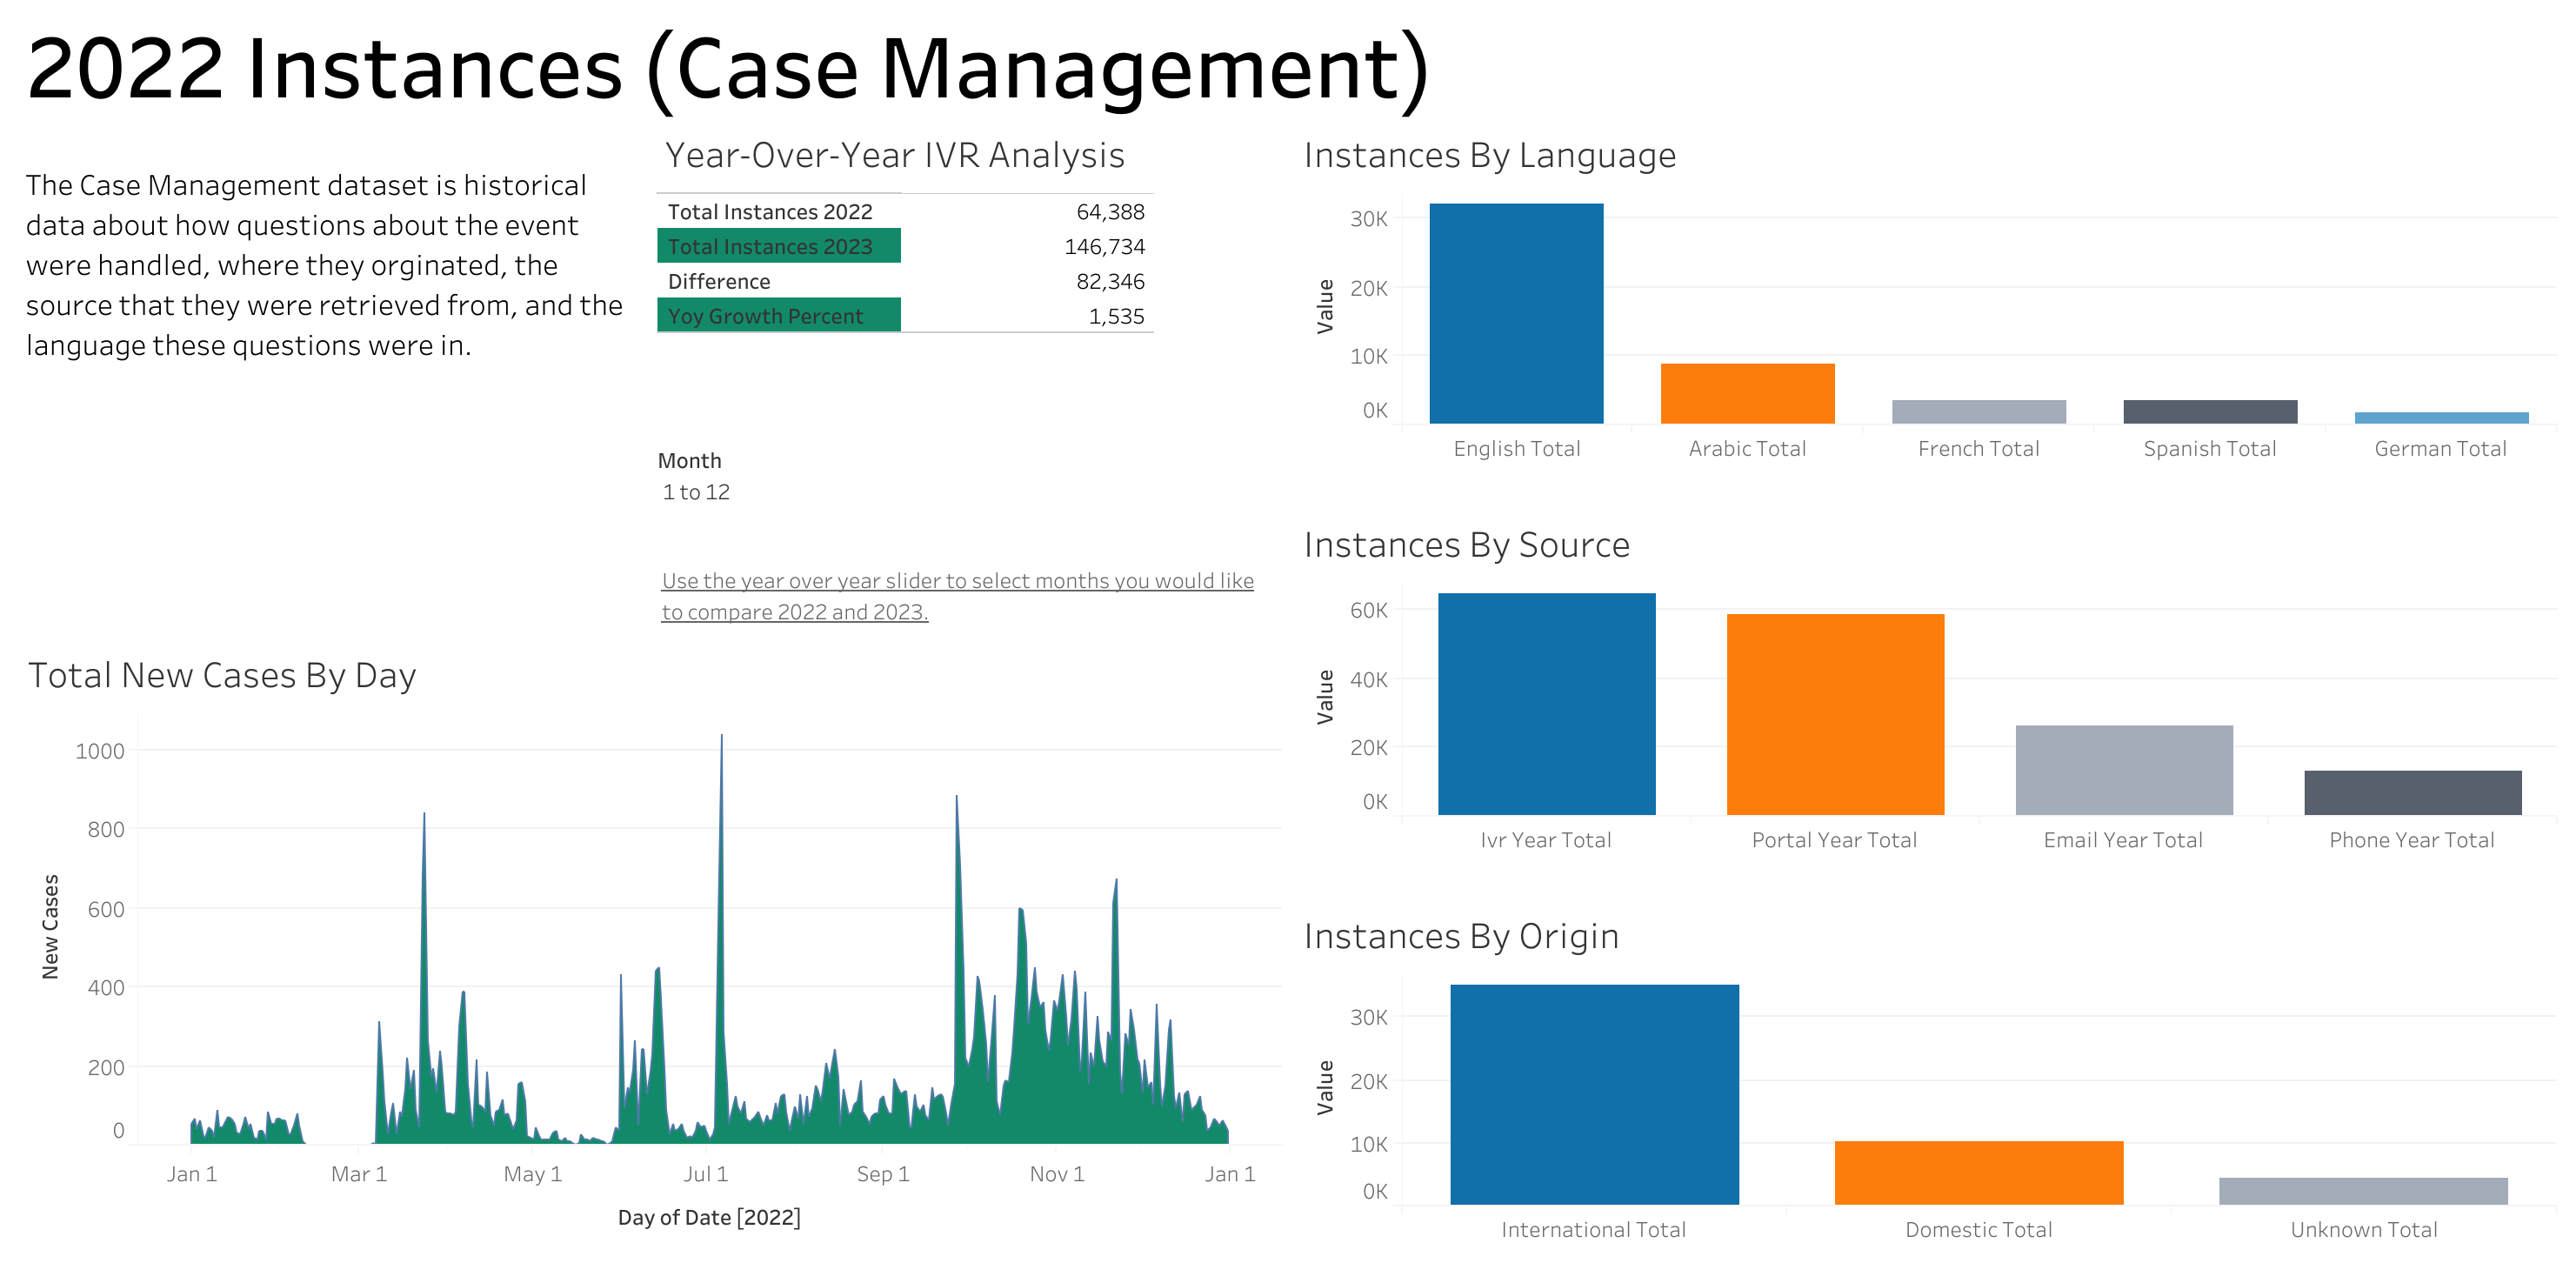 2022 Instances (Case Management)
The Case Management dataset is historical
data about how questions about the event
were handled, where they orginated, the
source that they were retrieved from, and the
language these questions were in.
Year-Over-Year IVR Analysis
Total Instances 2022 64,388
Total Instances 2023 146,734
Difference 82,346
Yoy Growth Percent 1,535
Month
1 to 12
Use the year over year slider to select months you would like
to compare 2022 and 2023.
Total New Cases By Day
New Cases
1000
800
600
400
200
0
Jan 1 Mar 1 May 1 Jul 1 Sep 1 Nov 1 Jan 1
Day of Date [2022]
Instances By Language
Value
30K
20K
10K
0K
English Total Arabic Total French Total Spanish Total German Total
Instances By Source
Value
60K
40K
20K
0K
Ivr Year Total Portal Year Total Email Year Total Phone Year Total
Instances By Origin
Value
30K
20K
10K
0K
International Total Domestic Total Unknown Total